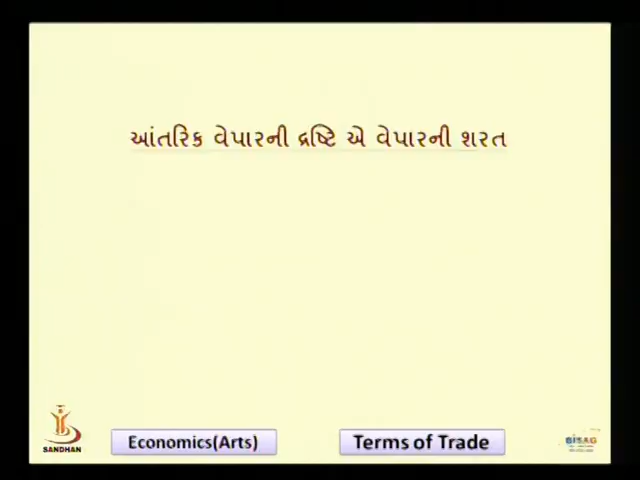 આંતરિક વેપારની દ્રષ્ટિ એ વેપારની શરત
SANDHAN
Economics(Arts)
Terms of Trade
BISAG